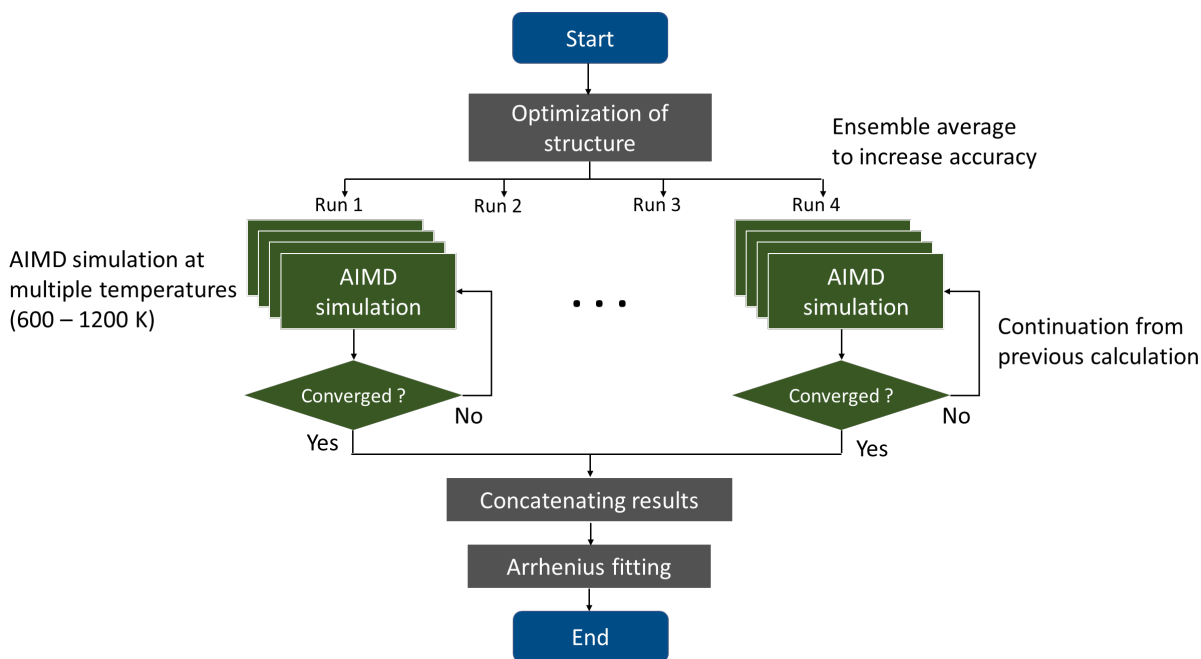 Start
Optimization of
structure
Ensemble average
to increase accuracy
Run 1
Run 2
Run 3
Run 4
AIMD simulation at
multiple temperatures
(600 – 1200 K)
AIMD
simulation
. . .
AIMD
simulation
Continuation from
previous calculation
Converged ?
No
Yes
Converged ?
No
Yes
Concatenating results
Arrhenius fitting
End